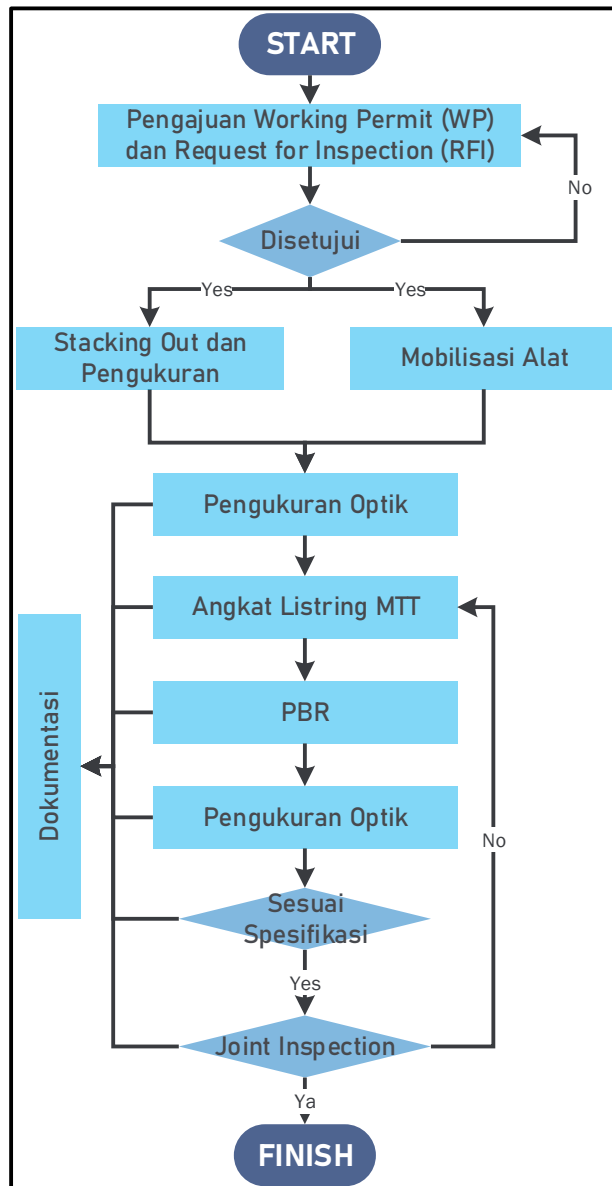 START
Pengajuan Working Permit (WP)
dan Request for Inspection (RFI)
No
Disetujui
Yes
Yes
Stacking Out dan
Pengukuran
Mobilisasi Alat
Pengukuran Optik
Angkat Listring MTT
PBR
Dokumentasi
Pengukuran Optik
No
Sesuai
Spesifikasi
Yes
Joint Inspection
Ya
FINISH